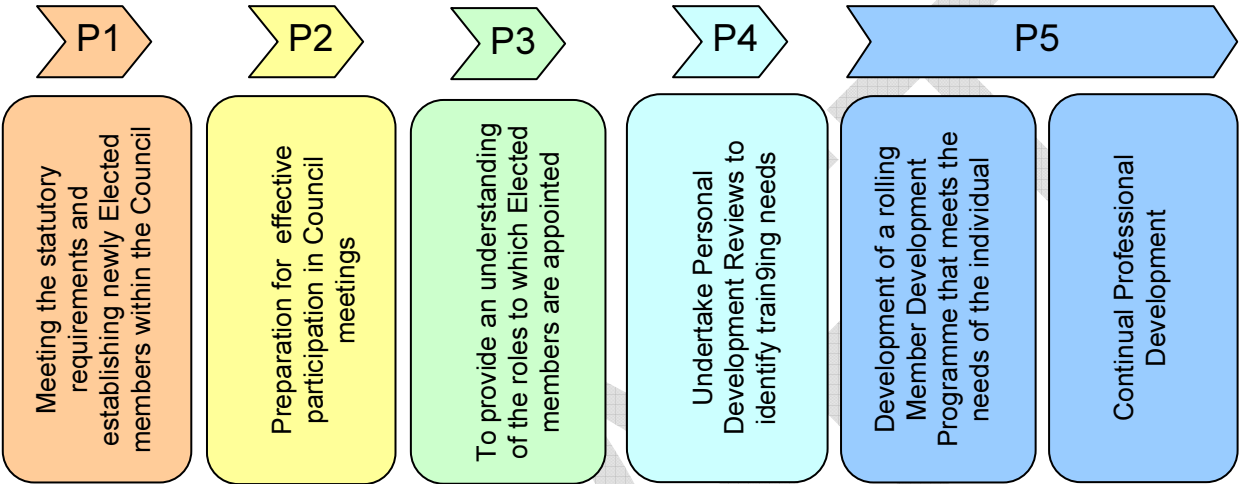 P1
P2
P3
P4
P5
Meeting the statutory
requirements and
establishing newly Elected
members within the Council
Preparation for effective
participation in Council
meetings
To provide an understanding
of the roles to which Elected
members are appointed
Undertake Personal
Development Reviews to
identify train9ing needs
Development of a rolling
Member Development
Programme that meets the
needs of the individual
Continual Professional
Development